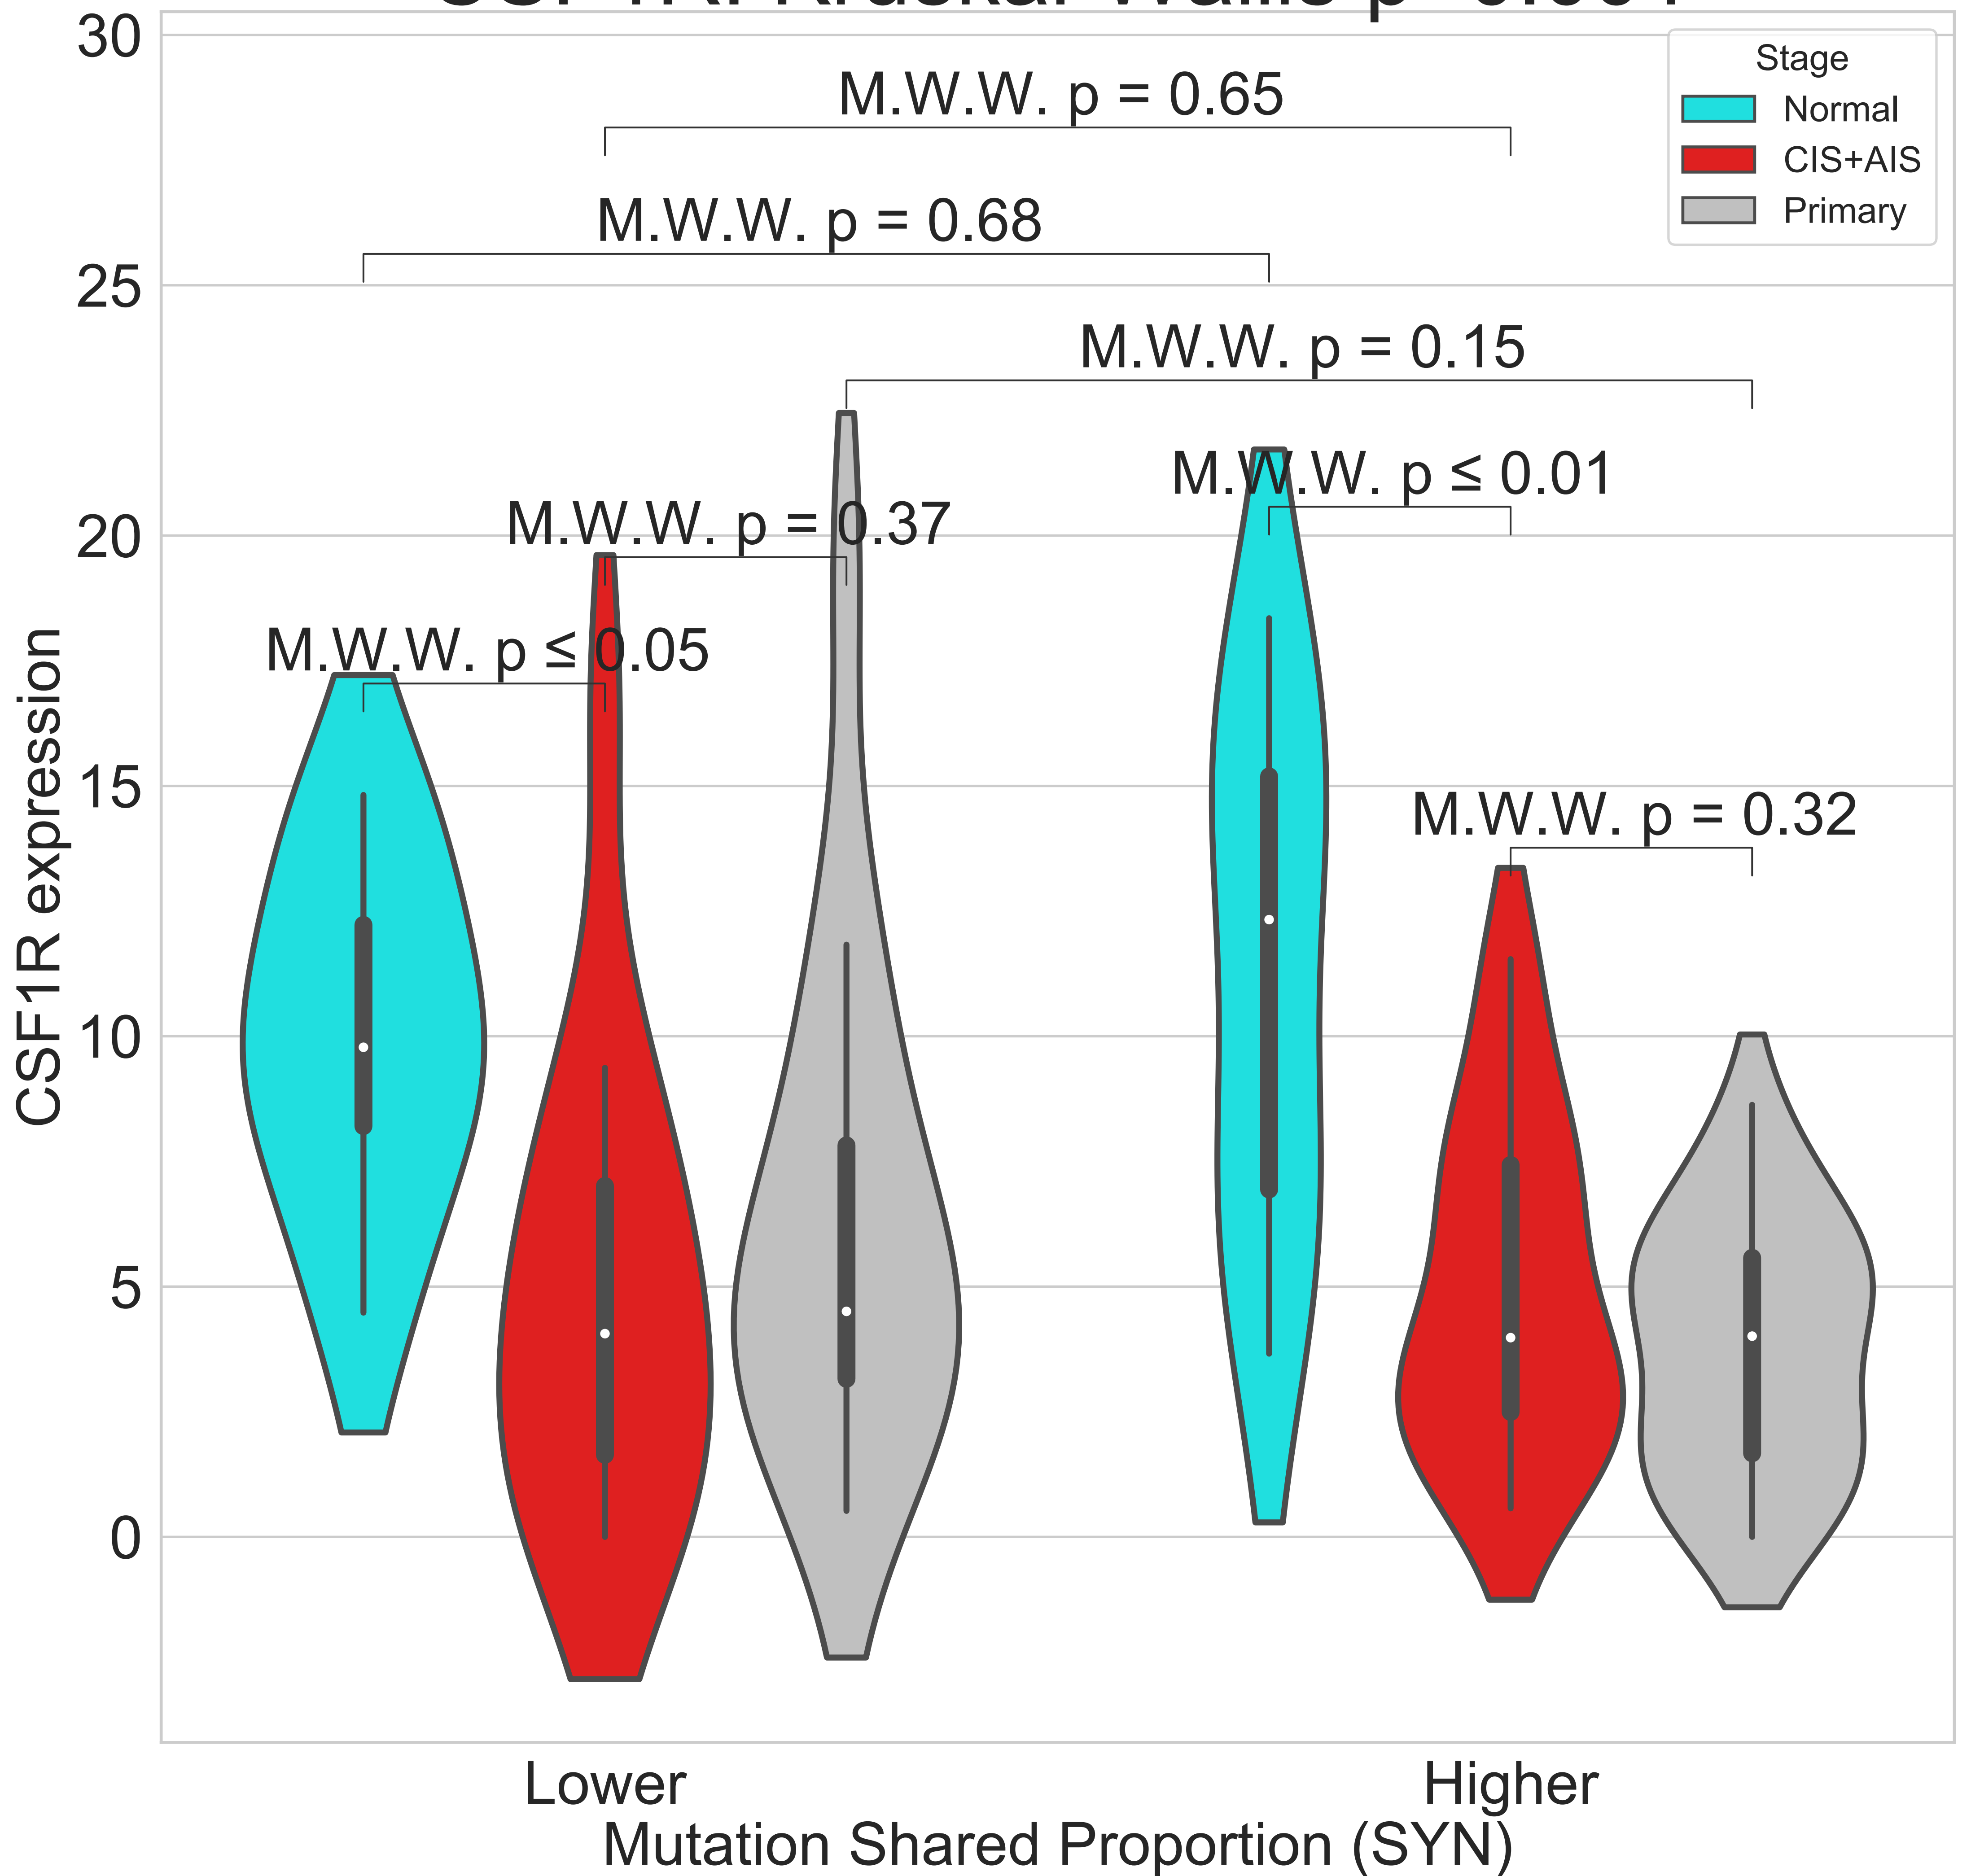 30
Stage
Normal
CIS+AIS
Primary
M.W.W. p = 0.65
M.W.W. p = 0.68
25
M.W.W. p = 0.15
M.W.W. p ≤ 0.01
M.W.W. p = 0.37
20
M.W.W. p ≤ 0.05
15
M.W.W. p = 0.32
CSF1R expression
10
5
0
Lower
Higher
Mutation Shared Proportion (SYN)